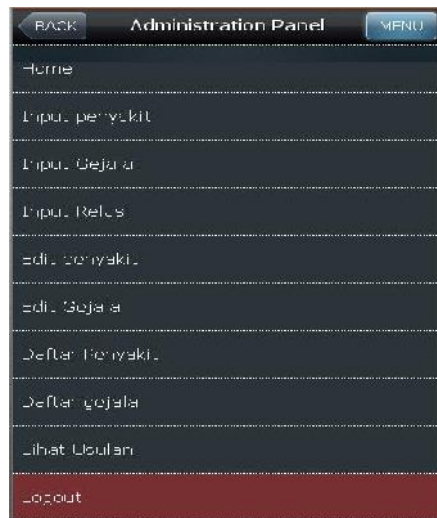 BACK Administration Panel MENU
Home
Input penyakit
Input Gejala
Input Relasi
Edit penyakit
Edit Gejala
Daftar Penyakit
Daftar gejala
Lihat Usulan
Logout